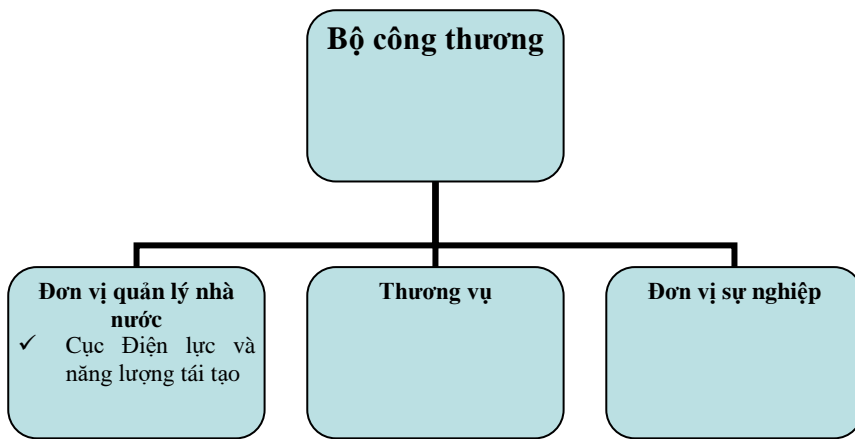 Bộ công thương
Đơn vị quản lý nhà
nước
✓ Cục Điện lực và
năng lượng tái tạo
Thương vụ
Đơn vị sự nghiệp